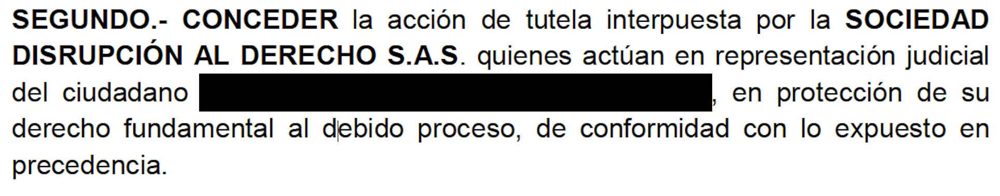 SEGUNDO.- CONCEDER la acción de tutela interpuesta por la SOCIEDAD
DISRUPCIÓN AL DERECHO S.A.S. quienes actúan en representación judicial
del ciudadano , en protección de su
derecho fundamental al debido proceso, de conformidad con lo expuesto en
precedencia.